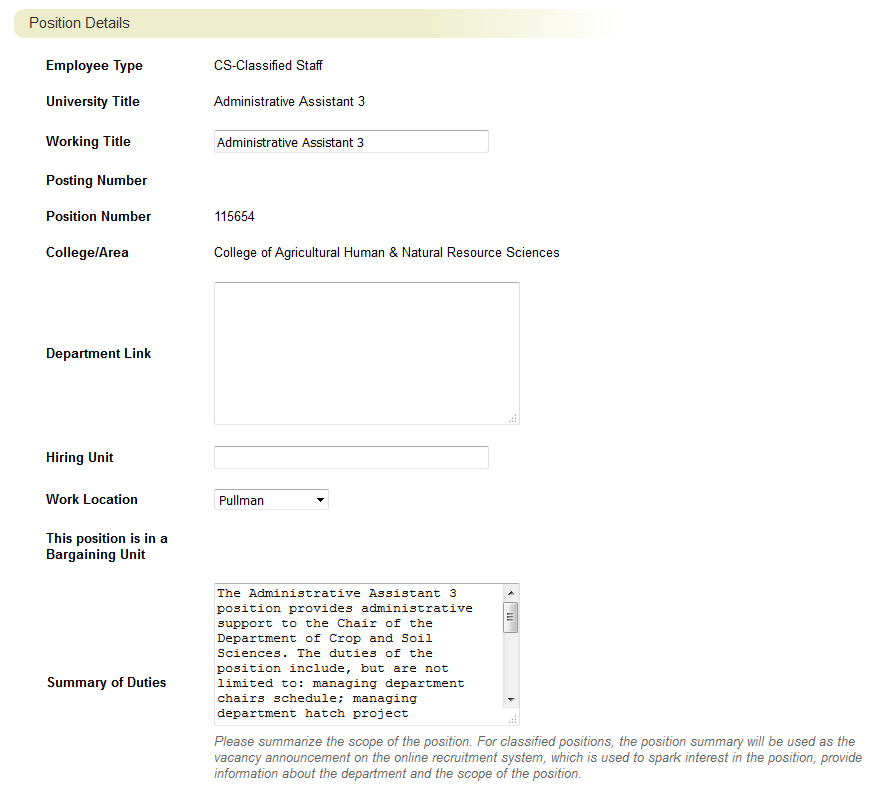 Position Details
Employee Type CS-Classified Staff
University Title Administrative Assistant 3
Working Title Administrative Assistant 3
Posting Number
Position Number 115654
College/Area College of Agricultural Human & Natural Resource Sciences
Department Link
Hiring Unit
Work Location Pullman
This position is in a
Bargaining Unit
Summary of Duties
The Administrative Assistant 3
position provides administrative
support to the Chair of the
Department of Crop and Soil
Sciences. The duties of the
position include, but are not
limited to: managing department
chairs schedule; managing
department hatch project
Please summarize the scope of the position. For classified positions, the position summary will be used as the
vacancy announcement on the online recruitment system, which is used to spark interest in the position, provide
information about the department and the scope of the position.